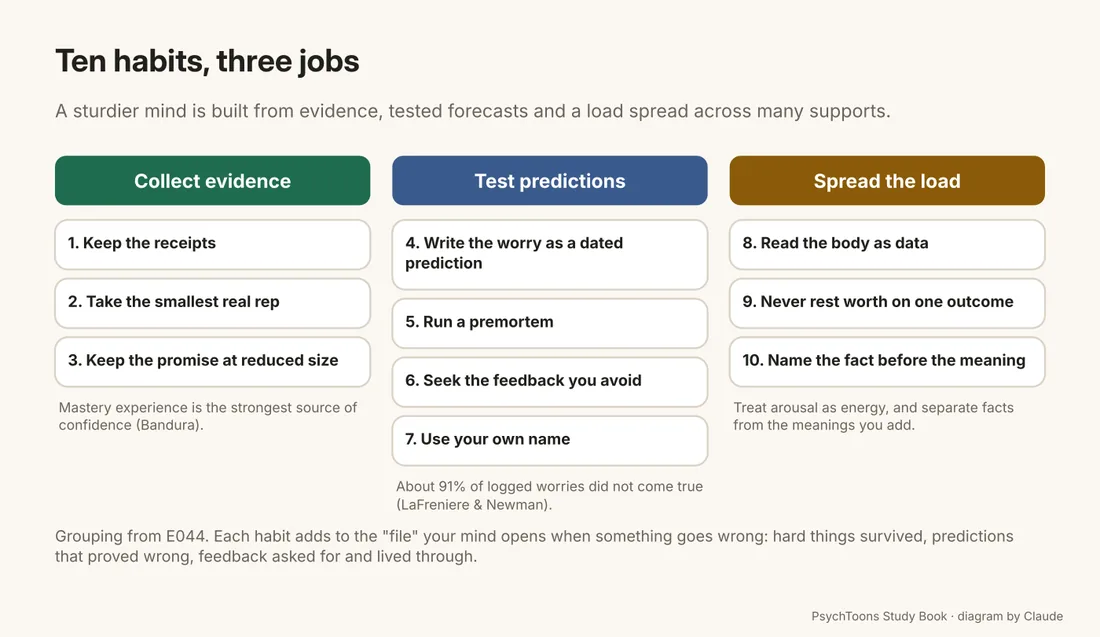 Ten habits, three jobs
A sturdier mind is built from evidence, tested forecasts and a load spread across many supports.
Collect evidence
1. Keep the receipts
2. Take the smallest real rep
3. Keep the promise at reduced size
Mastery experience is the strongest source of
confidence (Bandura).
Test predictions
4. Write the worry as a dated
prediction
5. Run a premortem
6. Seek the feedback you avoid
7. Use your own name
About 91% of logged worries did not come true
(LaFreniere & Newman).
Spread the load
8. Read the body as data
9. Never rest worth on one outcome
10. Name the fact before the meaning
Treat arousal as energy, and separate facts
from the meanings you add.
Grouping from E044. Each habit adds to the "file" your mind opens when something goes wrong: hard things survived, predictions
that proved wrong, feedback asked for and lived through.
PsychToons Study Book · diagram by Claude